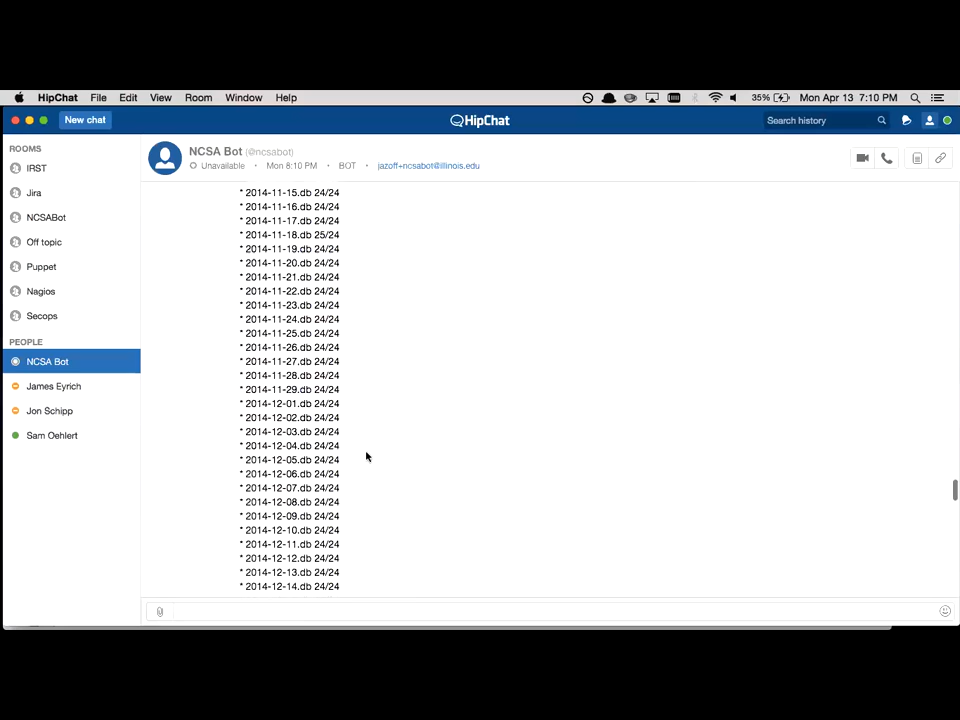 HipChat File Edit View Room Window Help 35% Mon Apr 13 7:10 PM
New chat HipChat Search history
ROOMS
IRST
Jira
NCSABot
Off topic
Puppet
Nagios
Secops
PEOPLE
NCSA Bot
James Eyrich
Jon Schipp
Sam Oehlert
NCSA Bot (@ncsabot)
Unavailable • Mon 8:10 PM • BOT • jazoff+ncsabot@illinois.edu
* 2014-11-15.db 24/24
* 2014-11-16.db 24/24
* 2014-11-17.db 24/24
* 2014-11-18.db 25/24
* 2014-11-19.db 24/24
* 2014-11-20.db 24/24
* 2014-11-21.db 24/24
* 2014-11-22.db 24/24
* 2014-11-23.db 24/24
* 2014-11-24.db 24/24
* 2014-11-25.db 24/24
* 2014-11-26.db 24/24
* 2014-11-27.db 24/24
* 2014-11-28.db 24/24
* 2014-11-29.db 24/24
* 2014-12-01.db 24/24
* 2014-12-02.db 24/24
* 2014-12-03.db 24/24
* 2014-12-04.db 24/24
* 2014-12-05.db 24/24
* 2014-12-06.db 24/24
* 2014-12-07.db 24/24
* 2014-12-08.db 24/24
* 2014-12-09.db 24/24
* 2014-12-10.db 24/24
* 2014-12-11.db 24/24
* 2014-12-12.db 24/24
* 2014-12-13.db 24/24
* 2014-12-14.db 24/24